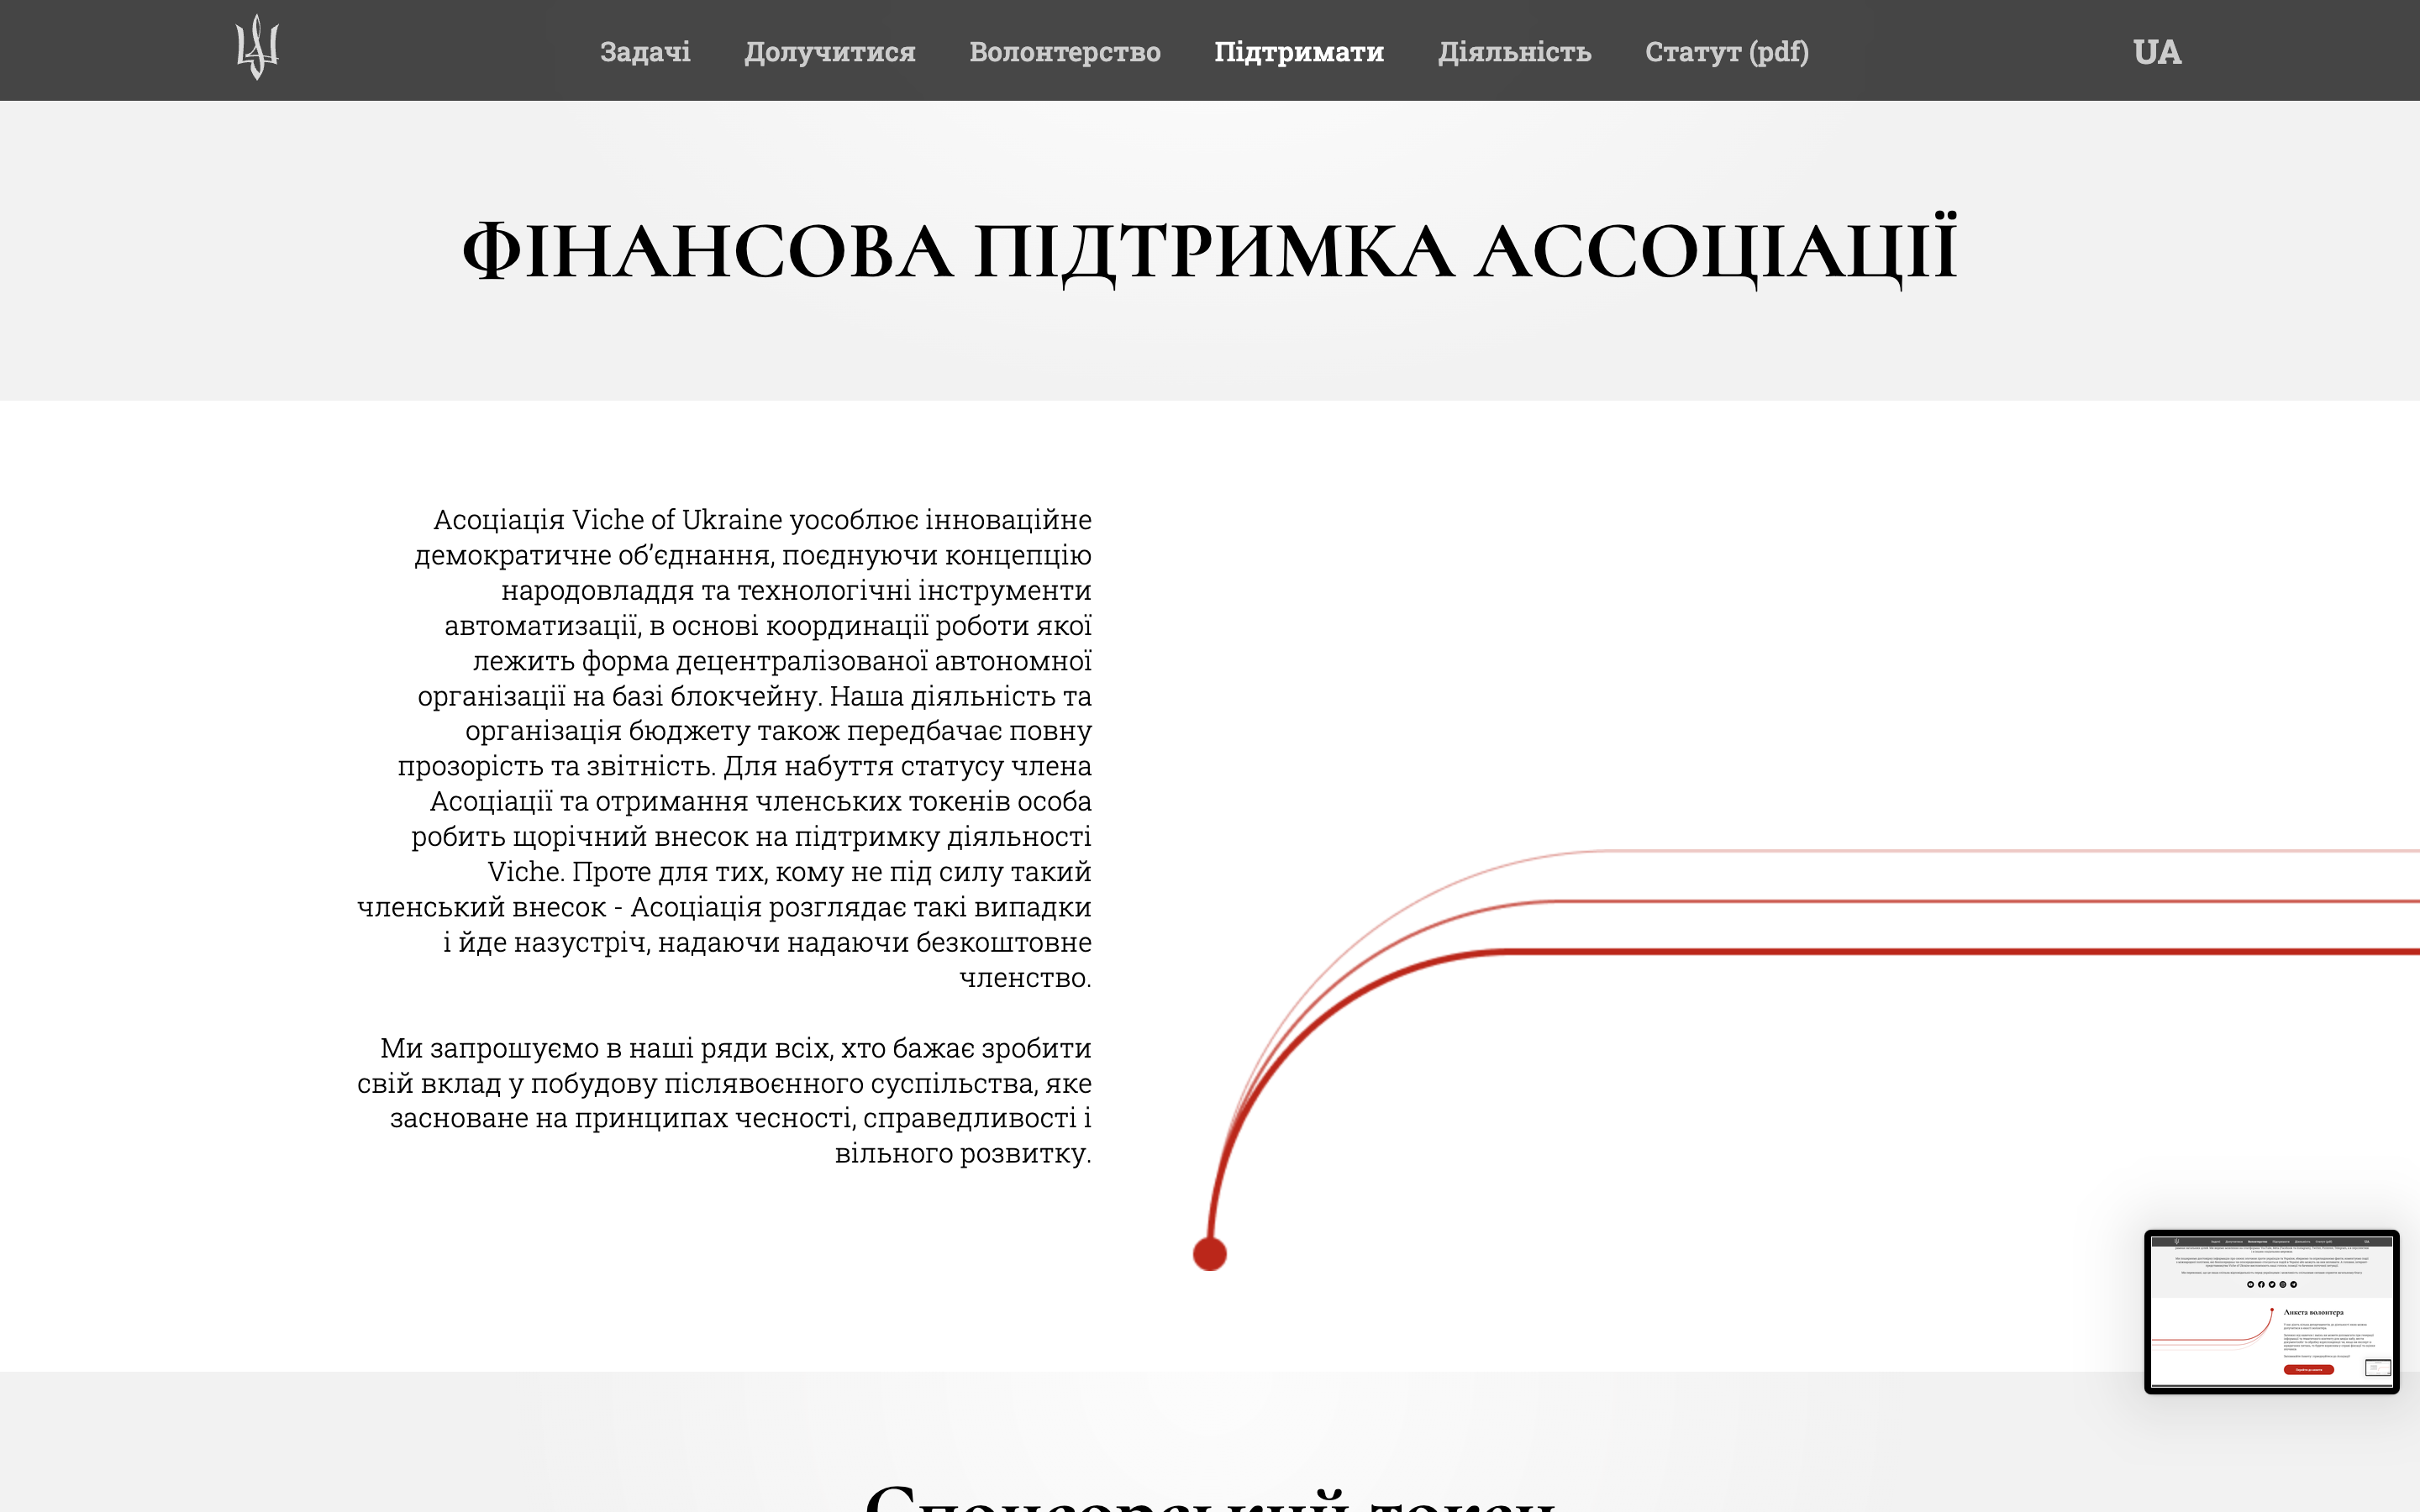 Задачі Долучитися Волонтерство Підтримати Діяльність Статут (pdf) UA
ФІНАНСОВА ПІДТРИМКА АССОЦІАЦІЇ
Асоціація Viche of Ukraine уособлює інноваційне
демократичне об’єднання, поєднуючи концепцію
народовладдя та технологічні інструменти
автоматизації, в основі координації роботи якої
лежить форма децентралізованої автономної
організації на базі блокчейну. Наша діяльність та
організація бюджету також передбачає повну
прозорість та звітність. Для набуття статусу члена
Асоціації та отримання членських токенів особа
робить щорічний внесок на підтримку діяльності
Viche. Проте для тих, кому не під силу такий
членський внесок - Асоціація розглядає такі випадки
і йде назустріч, надаючи надаючи безкоштовне
членство.
Ми запрошуємо в наші ряди всіх, хто бажає зробити
свій вклад у побудову післявоєнного суспільства, яке
засноване на принципах чесності, справедливості і
вільного розвитку.
Анкета волонтера
Спонсорський токен